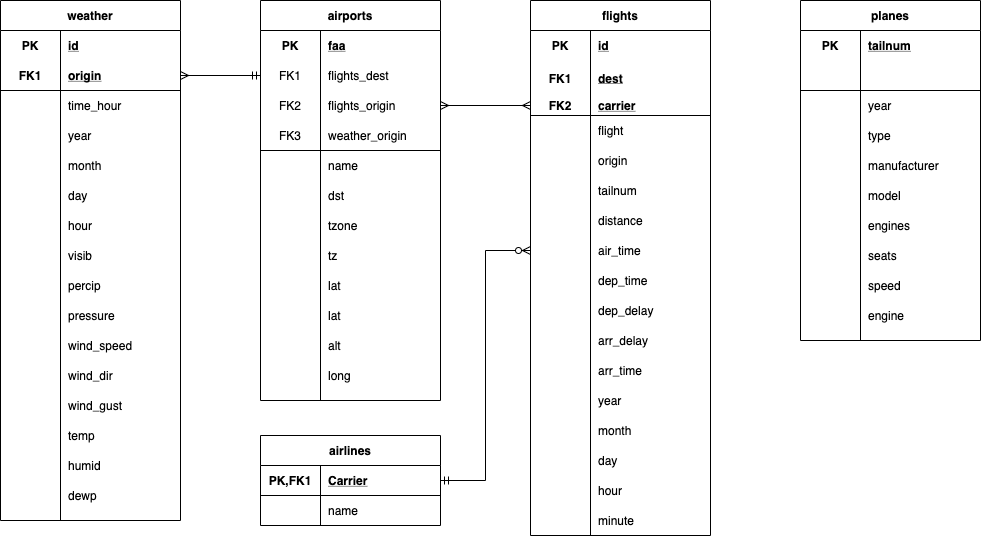 weather
PK id
FK1 origin
time_hour
year
month
day
hour
visib
percip
pressure
wind_speed
wind_dir
wind_gust
temp
humid
dewp
airports
PK faa
FK1 flights_dest
FK2 flights_origin
FK3 weather_origin
name
dst
tzone
tz
lat
lat
alt
long
airlines
PK,FK1 Carrier
name
flights
PK id
FK1 dest
FK2 carrier
flight
origin
tailnum
distance
air_time
dep_time
dep_delay
arr_delay
arr_time
year
month
day
hour
minute
planes
PK tailnum
year
type
manufacturer
model
engines
seats
speed
engine